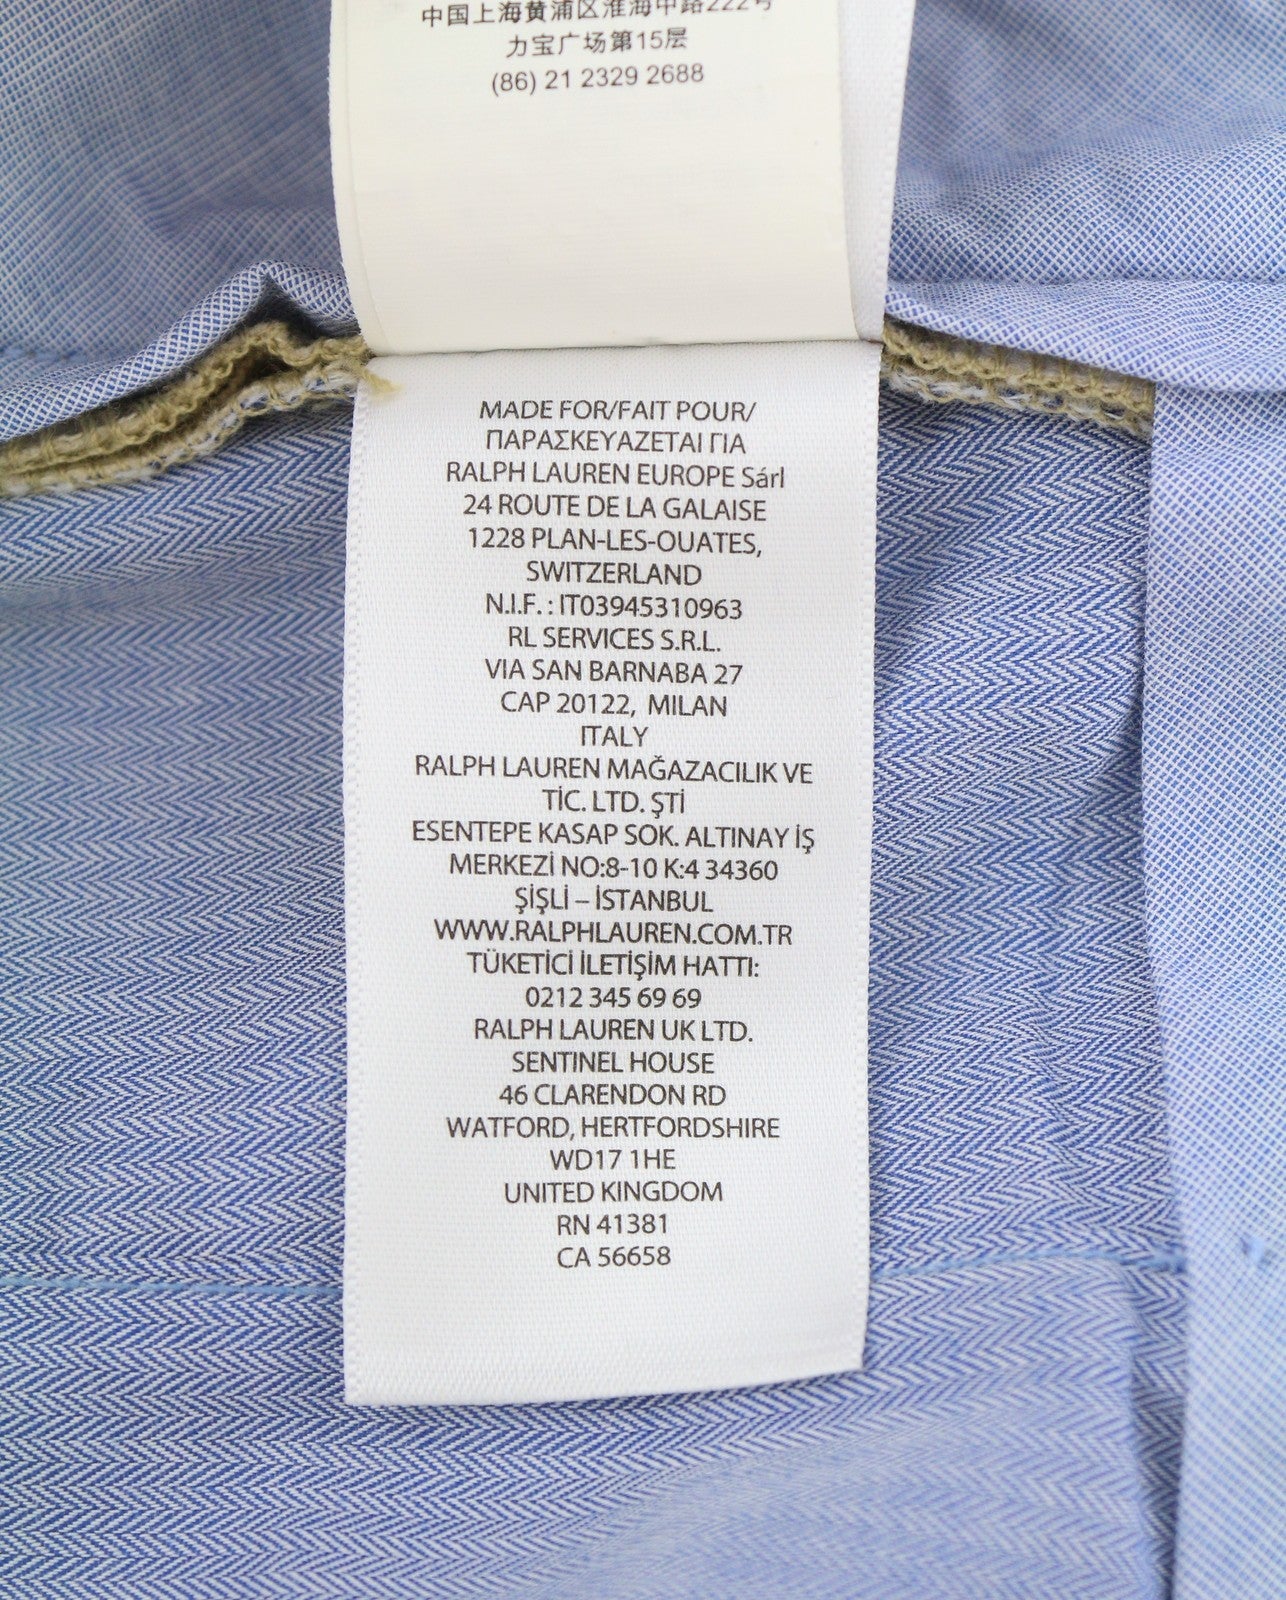 中国上海黄浦区淮海中路222号
力宝广场第15层
(86) 21 2329 2688
MADE FOR/FAIT POUR/
ΠΑΡΑΣΚΕΥΑΖΕΤΑΙ ΓΙΑ
RALPH LAUREN EUROPE Sárl
24 ROUTE DE LA GALAISE
1228 PLAN-LES-OUATES,
SWITZERLAND
N.I.F. : IT03945310963
RL SERVICES S.R.L.
VIA SAN BARNABA 27
CAP 20122, MILAN
ITALY
RALPH LAUREN MAĞAZACILIK VE
TİC. LTD. ŞTİ
ESENTEPE KASAP SOK. ALTINAY İŞ
MERKEZİ NO:8-10 K:4 34360
ŞİŞLİ – İSTANBUL
WWW.RALPHLAUREN.COM.TR
TÜKETİCİ İLETİŞİM HATTI:
0212 345 69 69
RALPH LAUREN UK LTD.
SENTINEL HOUSE
46 CLARENDON RD
WATFORD, HERTFORDSHIRE
WD17 1HE
UNITED KINGDOM
RN 41381
CA 56658